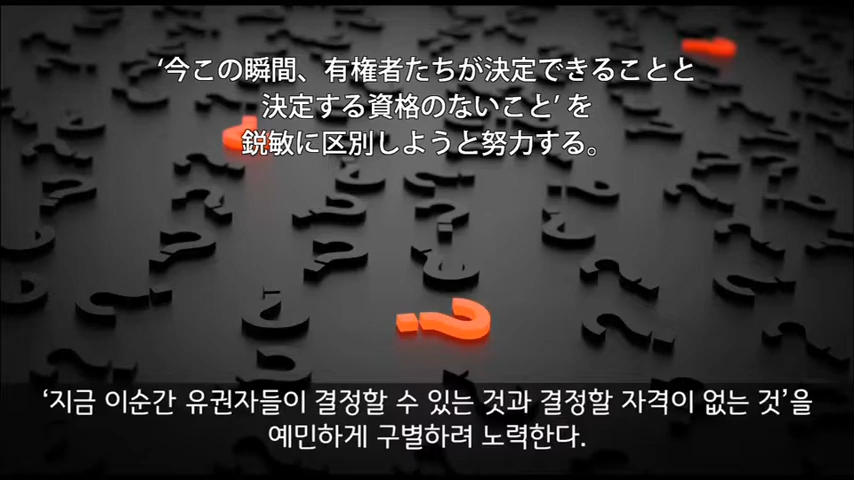 ‘今この瞬間、有権者たちが決定できることと
決定する資格のないこと’を
鋭敏に区別しようと努力する。
‘지금 이순간 유권자들이 결정할 수 있는 것과 결정할 자격이 없는 것’을
예민하게 구별하려 노력한다.